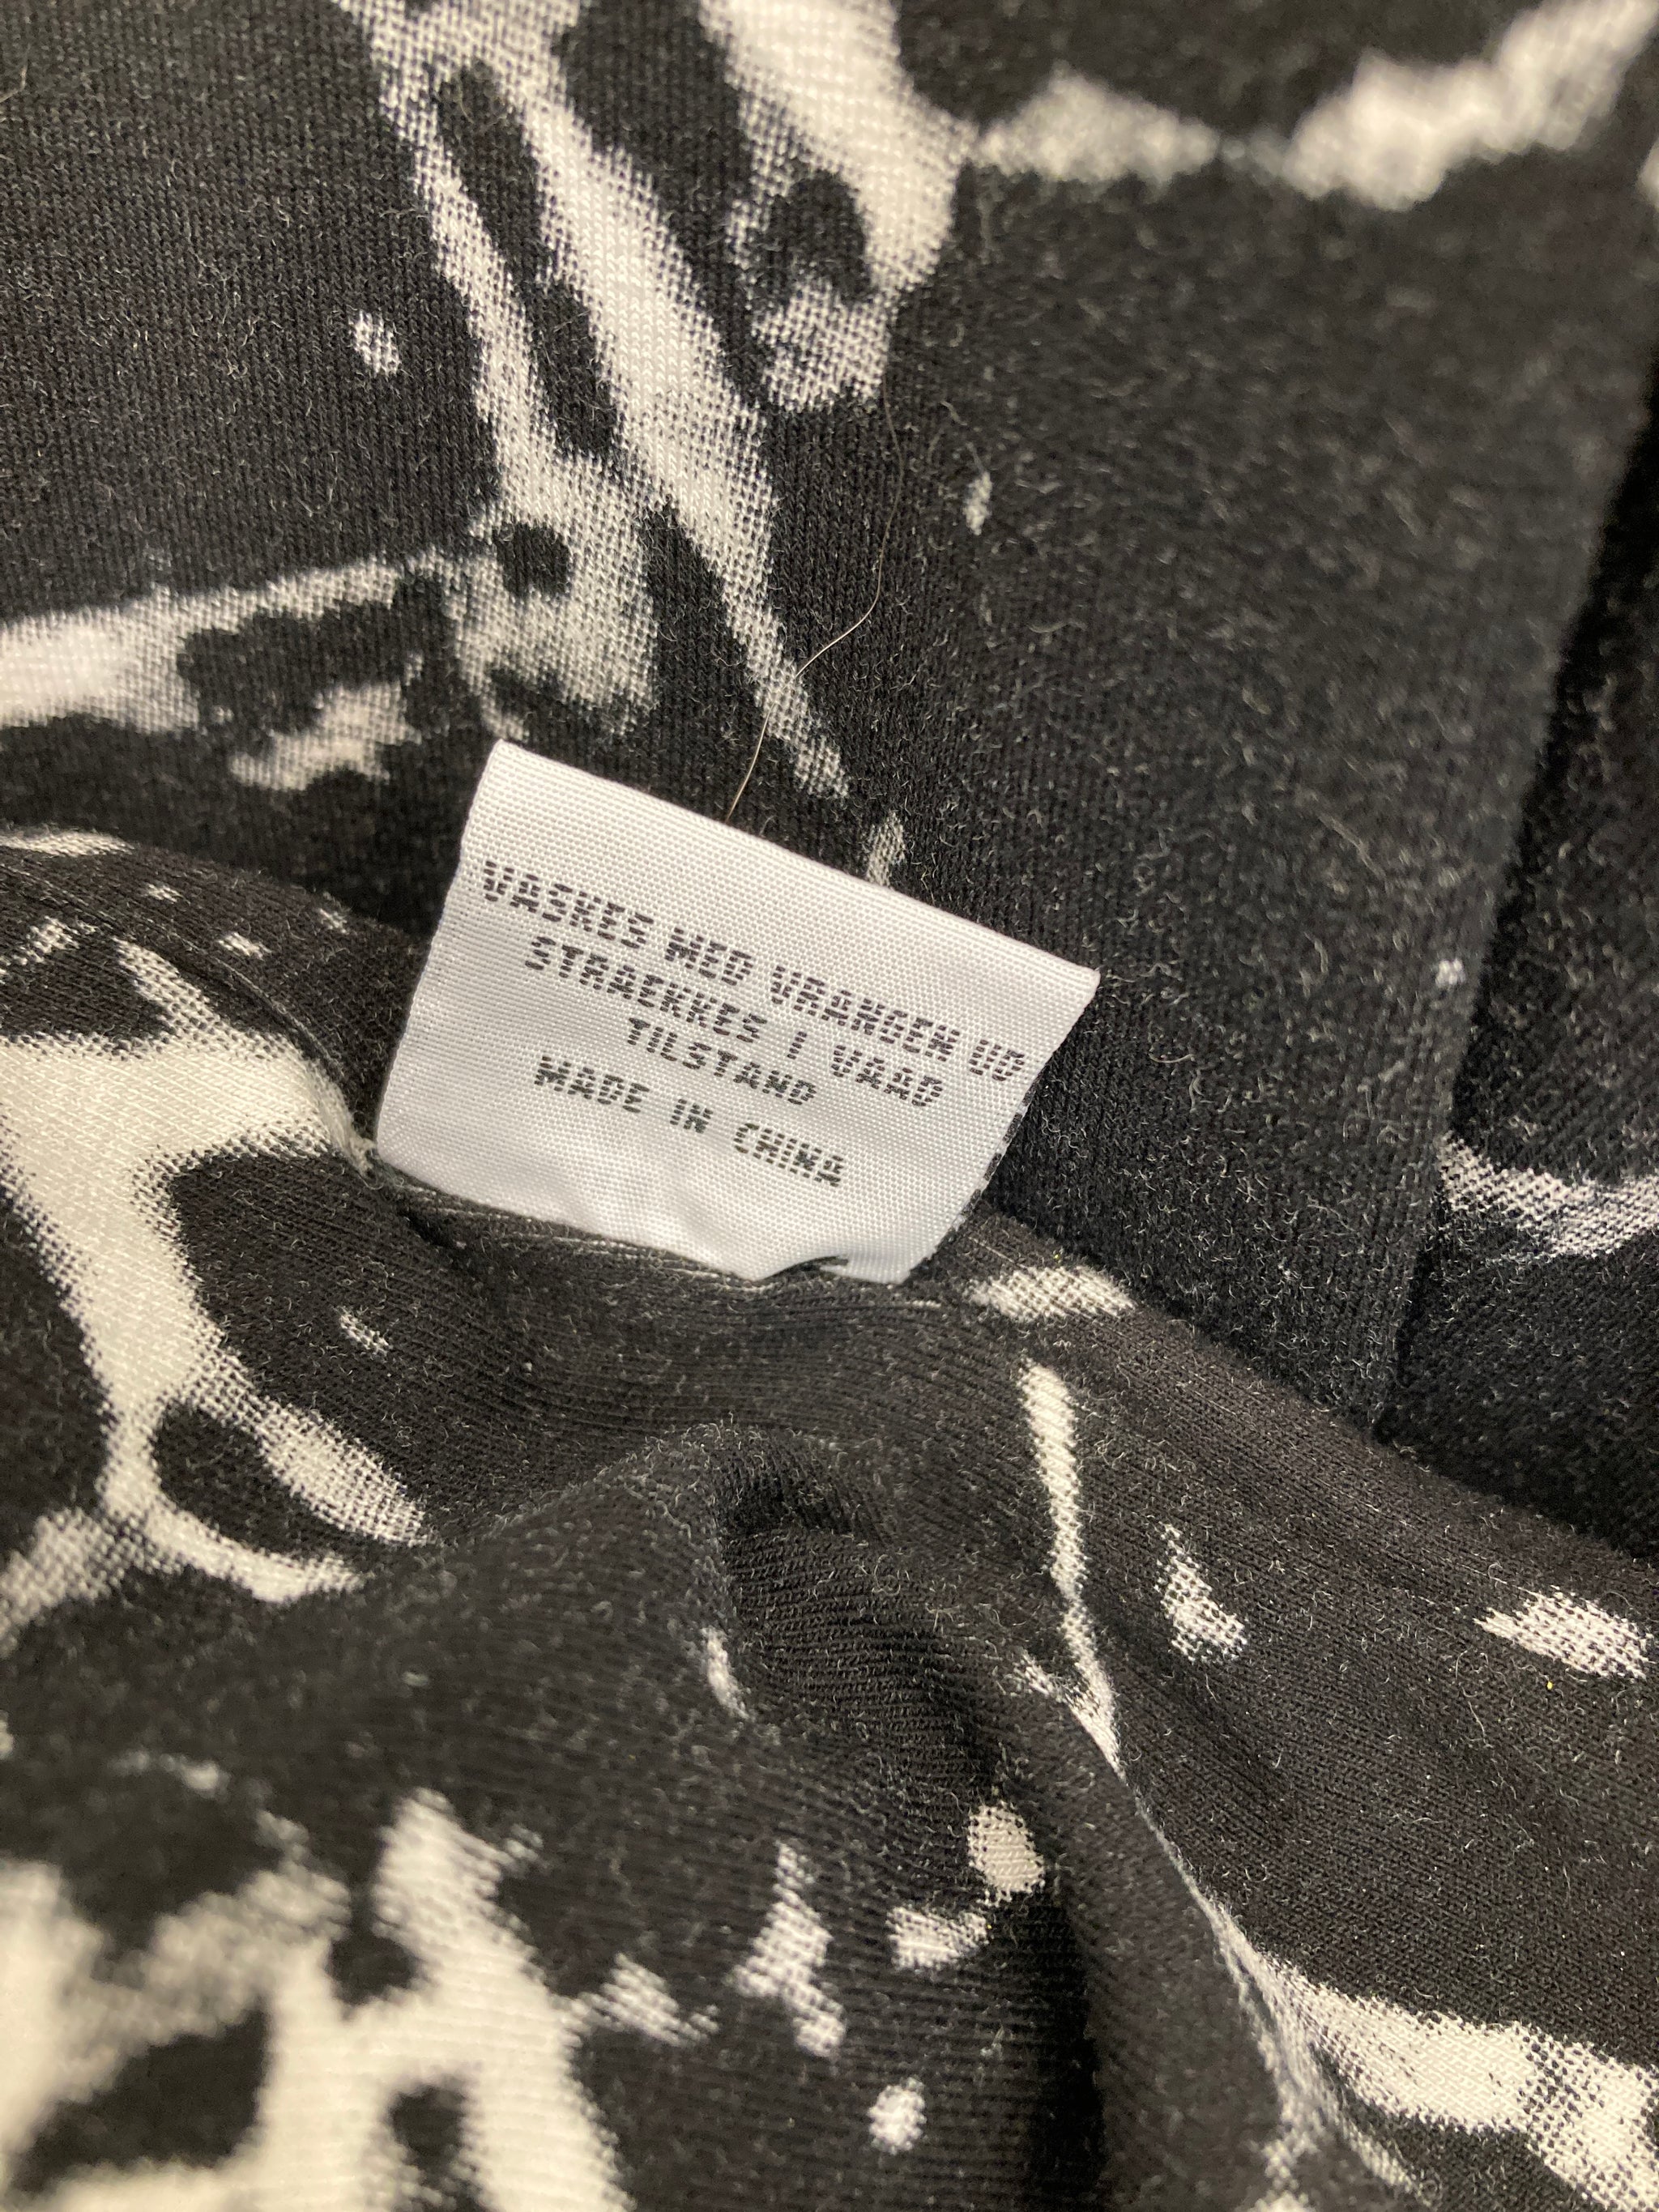 VASKES MED VRANGEN UD
STRAEKKES I VAAD
TILSTAND
MADE IN CHINA